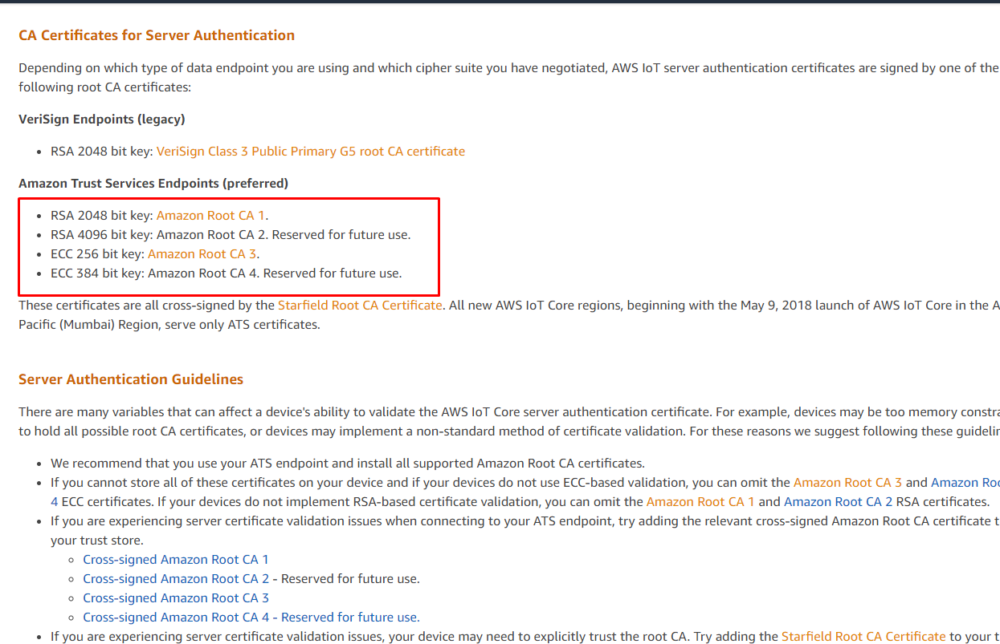 CA Certificates for Server Authentication
Depending on which type of data endpoint you are using and which cipher suite you have negotiated, AWS IoT server authentication certificates are signed by one of the
following root CA certificates:
VeriSign Endpoints (legacy)
• RSA 2048 bit key: VeriSign Class 3 Public Primary G5 root CA certificate
Amazon Trust Services Endpoints (preferred)
• RSA 2048 bit key: Amazon Root CA 1.
• RSA 4096 bit key: Amazon Root CA 2. Reserved for future use.
• ECC 256 bit key: Amazon Root CA 3.
• ECC 384 bit key: Amazon Root CA 4. Reserved for future use.
These certificates are all cross-signed by the Starfield Root CA Certificate. All new AWS IoT Core regions, beginning with the May 9, 2018 launch of AWS IoT Core in the A
Pacific (Mumbai) Region, serve only ATS certificates.
Server Authentication Guidelines
There are many variables that can affect a device's ability to validate the AWS IoT Core server authentication certificate. For example, devices may be too memory constra
to hold all possible root CA certificates, or devices may implement a non-standard method of certificate validation. For these reasons we suggest following these guidelin
• We recommend that you use your ATS endpoint and install all supported Amazon Root CA certificates.
• If you cannot store all of these certificates on your device and if your devices do not use ECC-based validation, you can omit the Amazon Root CA 3 and Amazon Roo
4 ECC certificates. If your devices do not implement RSA-based certificate validation, you can omit the Amazon Root CA 1 and Amazon Root CA 2 RSA certificates.
• If you are experiencing server certificate validation issues when connecting to your ATS endpoint, try adding the relevant cross-signed Amazon Root CA certificate t
your trust store.
◦ Cross-signed Amazon Root CA 1
◦ Cross-signed Amazon Root CA 2 - Reserved for future use.
◦ Cross-signed Amazon Root CA 3
◦ Cross-signed Amazon Root CA 4 - Reserved for future use.
• If you are experiencing server certificate validation issues, your device may need to explicitly trust the root CA. Try adding the Starfield Root CA Certificate to your t